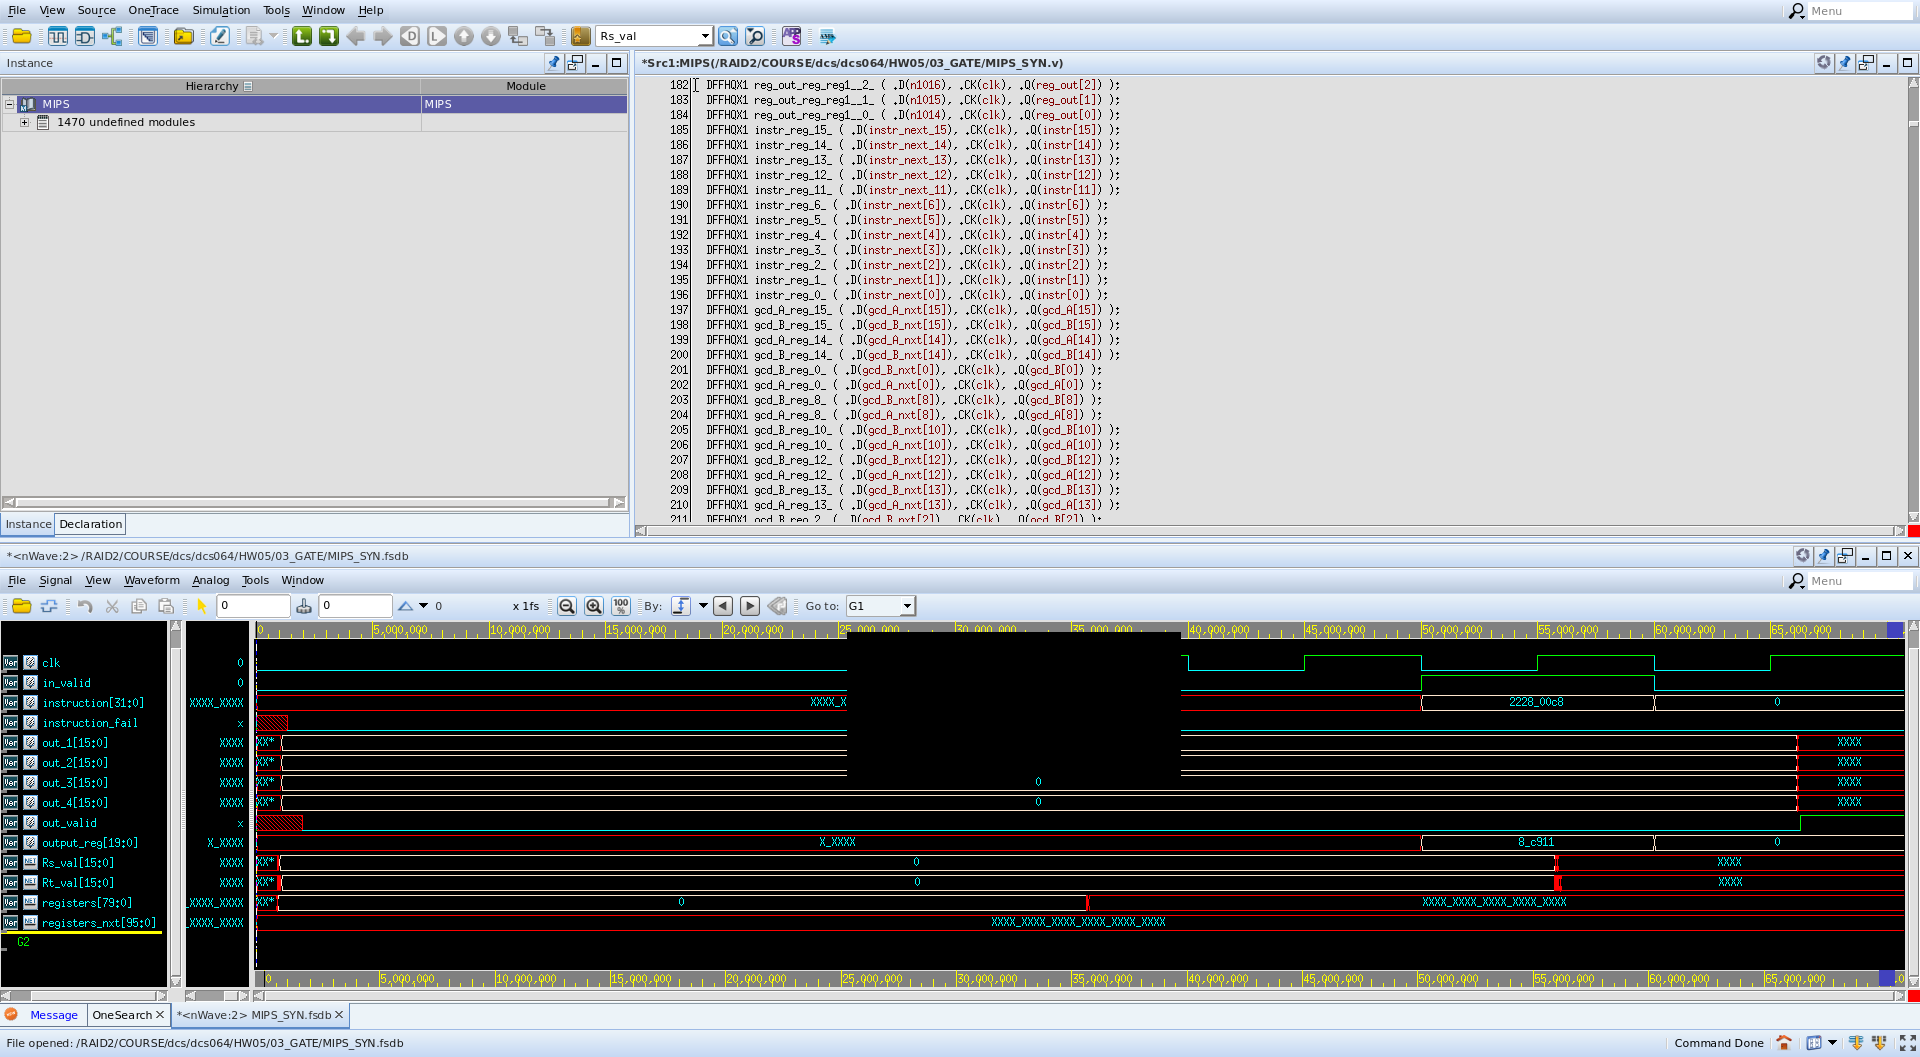 File View Source OneTrace Simulation Tools Window Help Menu
Rs_val
Instance
Hierarchy Module
MIPS MIPS
1470 undefined modules
Instance Declaration
*Src1:MIPS(/RAID2/COURSE/dcs/dcs064/HW05/03_GATE/MIPS_SYN.v)
182 DFFHQX1 reg_out_reg_reg1__2_ ( .D(n1016), .CK(clk), .Q(reg_out[2]) );
183 DFFHQX1 reg_out_reg_reg1__1_ ( .D(n1015), .CK(clk), .Q(reg_out[1]) );
184 DFFHQX1 reg_out_reg_reg1__0_ ( .D(n1014), .CK(clk), .Q(reg_out[0]) );
185 DFFHQX1 instr_reg_15_ ( .D(instr_next_15), .CK(clk), .Q(instr[15]) );
186 DFFHQX1 instr_reg_14_ ( .D(instr_next_14), .CK(clk), .Q(instr[14]) );
187 DFFHQX1 instr_reg_13_ ( .D(instr_next_13), .CK(clk), .Q(instr[13]) );
188 DFFHQX1 instr_reg_12_ ( .D(instr_next_12), .CK(clk), .Q(instr[12]) );
189 DFFHQX1 instr_reg_11_ ( .D(instr_next_11), .CK(clk), .Q(instr[11]) );
190 DFFHQX1 instr_reg_6_ ( .D(instr_next[6]), .CK(clk), .Q(instr[6]) );
191 DFFHQX1 instr_reg_5_ ( .D(instr_next[5]), .CK(clk), .Q(instr[5]) );
192 DFFHQX1 instr_reg_4_ ( .D(instr_next[4]), .CK(clk), .Q(instr[4]) );
193 DFFHQX1 instr_reg_3_ ( .D(instr_next[3]), .CK(clk), .Q(instr[3]) );
194 DFFHQX1 instr_reg_2_ ( .D(instr_next[2]), .CK(clk), .Q(instr[2]) );
195 DFFHQX1 instr_reg_1_ ( .D(instr_next[1]), .CK(clk), .Q(instr[1]) );
196 DFFHQX1 instr_reg_0_ ( .D(instr_next[0]), .CK(clk), .Q(instr[0]) );
197 DFFHQX1 gcd_A_reg_15_ ( .D(gcd_A_nxt[15]), .CK(clk), .Q(gcd_A[15]) );
198 DFFHQX1 gcd_B_reg_15_ ( .D(gcd_B_nxt[15]), .CK(clk), .Q(gcd_B[15]) );
199 DFFHQX1 gcd_A_reg_14_ ( .D(gcd_A_nxt[14]), .CK(clk), .Q(gcd_A[14]) );
200 DFFHQX1 gcd_B_reg_14_ ( .D(gcd_B_nxt[14]), .CK(clk), .Q(gcd_B[14]) );
201 DFFHQX1 gcd_B_reg_0_ ( .D(gcd_B_nxt[0]), .CK(clk), .Q(gcd_B[0]) );
202 DFFHQX1 gcd_A_reg_0_ ( .D(gcd_A_nxt[0]), .CK(clk), .Q(gcd_A[0]) );
203 DFFHQX1 gcd_B_reg_8_ ( .D(gcd_B_nxt[8]), .CK(clk), .Q(gcd_B[8]) );
204 DFFHQX1 gcd_A_reg_8_ ( .D(gcd_A_nxt[8]), .CK(clk), .Q(gcd_A[8]) );
205 DFFHQX1 gcd_B_reg_10_ ( .D(gcd_B_nxt[10]), .CK(clk), .Q(gcd_B[10]) );
206 DFFHQX1 gcd_A_reg_10_ ( .D(gcd_A_nxt[10]), .CK(clk), .Q(gcd_A[10]) );
207 DFFHQX1 gcd_B_reg_12_ ( .D(gcd_B_nxt[12]), .CK(clk), .Q(gcd_B[12]) );
208 DFFHQX1 gcd_A_reg_12_ ( .D(gcd_A_nxt[12]), .CK(clk), .Q(gcd_A[12]) );
209 DFFHQX1 gcd_B_reg_13_ ( .D(gcd_B_nxt[13]), .CK(clk), .Q(gcd_B[13]) );
210 DFFHQX1 gcd_A_reg_13_ ( .D(gcd_A_nxt[13]), .CK(clk), .Q(gcd_A[13]) );
211 DFFHQX1 gcd_B_reg_2_ ( .D(gcd_B_nxt[2]), .CK(clk), .Q(gcd_B[2]) );
*<nWave:2> /RAID2/COURSE/dcs/dcs064/HW05/03_GATE/MIPS_SYN.fsdb
File Signal View Waveform Analog Tools Window Menu
0 0 0 x 1fs 100 % By: Go to: G1
0 5,000,000 10,000,000 15,000,000 20,000,000 25,000,000 30,000,000 35,000,000 40,000,000 45,000,000 50,000,000 55,000,000 60,000,000 65,000,000
clk 0
in_valid 0
instruction[31:0] XXXX_XXXX XXXX_X 2228_00c8 0
instruction_fail x
out_1[15:0] XXXX XX* XXXX
out_2[15:0] XXXX XX* XXXX
out_3[15:0] XXXX XX* 0 XXXX
out_4[15:0] XXXX XX* 0 XXXX
out_valid x
output_reg[19:0] X_XXXX X_XXXX 8_c911 0
Rs_val[15:0] XXXX XX* 0 XXXX
Rt_val[15:0] XXXX XX* 0 XXXX
registers[79:0] _XXXX_XXXX XX* 0 XXXX_XXXX_XXXX_XXXX_XXXX
registers_nxt[95:0] _XXXX_XXXX XXXX_XXXX_XXXX_XXXX_XXXX_XXXX
G2
0 5,000,000 10,000,000 15,000,000 20,000,000 25,000,000 30,000,000 35,000,000 40,000,000 45,000,000 50,000,000 55,000,000 60,000,000 65,000,000
Message OneSearch *<nWave:2> MIPS_SYN.fsdb
File opened: /RAID2/COURSE/dcs/dcs064/HW05/03_GATE/MIPS_SYN.fsdb Command Done